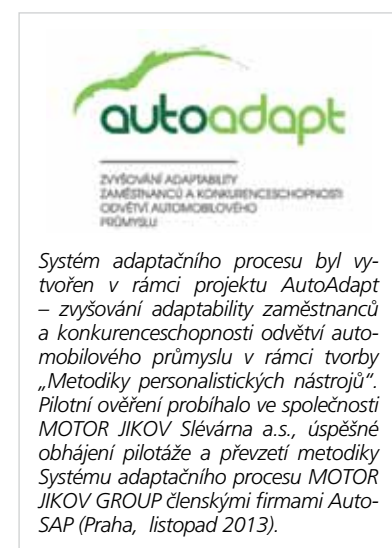 autoadapt
ZVYŠOVÁNÍ ADAPTABILITY
ZAMĚSTNANCŮ A KONKURENCESCHOPNOSTI
ODVĚTVÍ AUTOMOBILOVÉHO
PRŮMYSLU
Systém adaptačního procesu byl vy-
tvořen v rámci projektu AutoAdapt
– zvyšování adaptability zaměstnanců
a konkurenceschopnosti odvětví auto-
mobilového průmyslu v rámci tvorby
„Metodiky personalistických nástrojů“.
Pilotní ověření probíhalo ve společnosti
MOTOR JIKOV Slévárna a.s., úspěšné
obhájení pilotáže a převzetí metodiky
Systému adaptačního procesu MOTOR
JIKOV GROUP členskými firmami Auto-
SAP (Praha, listopad 2013).